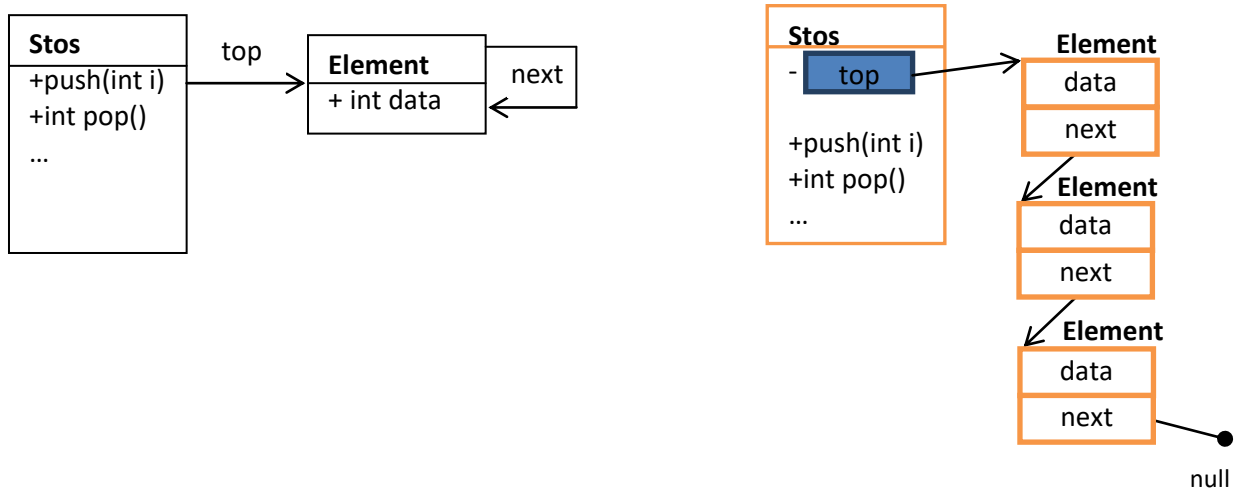 Stos
+push(int i)
+int pop()
...
top
Element
+ int data
next
Stos
- top
+push(int i)
+int pop()
...
Element
data
next
Element
data
next
Element
data
next
null